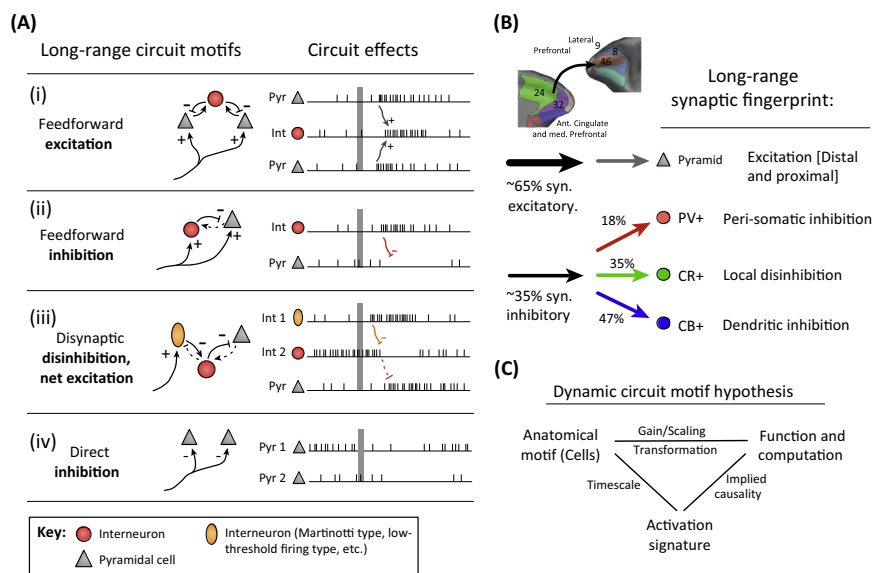 (A)
Long-range circuit motifs
Circuit effects
(i)
Feedforward
excitation
- -
+ +
Pyr
Int
Pyr
+
+
(ii)
Feedforward
inhibition
-
+ +
Int
Pyr
-
(iii)
Disynaptic
disinhibition,
net excitation
+ - -
Int 1
Int 2
Pyr
-
-
(iv)
Direct
inhibition
- -
Pyr 1
Pyr 2
Key:
Interneuron
Pyramidal cell
Interneuron (Martinotti type, low-
threshold firing type, etc.)
(B)
Lateral
Prefrontal
9
8
46
24
32
Ant. Cingulate
and med. Prefrontal
Long-range
synaptic fingerprint:
~65% syn.
excitatory.
Pyramid
Excitation [Distal
and proximal]
~35% syn.
inhibitory
18%
PV+
Peri-somatic inhibition
35%
CR+
Local disinhibition
47%
CB+
Dendritic inhibition
(C)
Dynamic circuit motif hypothesis
Anatomical
motif (Cells)
Gain/Scaling
Transformation
Function and
computation
Timescale
Implied
causality
Activation
signature